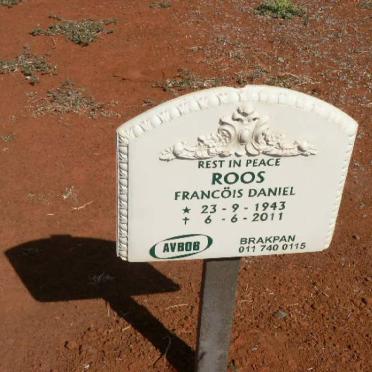 REST IN PEACE
ROOS
FRANCÖIS DANIEL
★ 23 - 9 - 1943
✝ 6 - 6 - 2011
AVBOB
BRAKPAN
011 740 0115